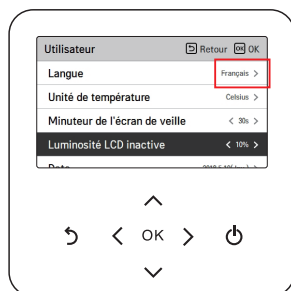 Utilisateur Retour OK OK
Langue Français >
Unité de température Celsius >
Minuteur de l'écran de veille < 30s >
Luminosité LCD inactive < 10% >
OK